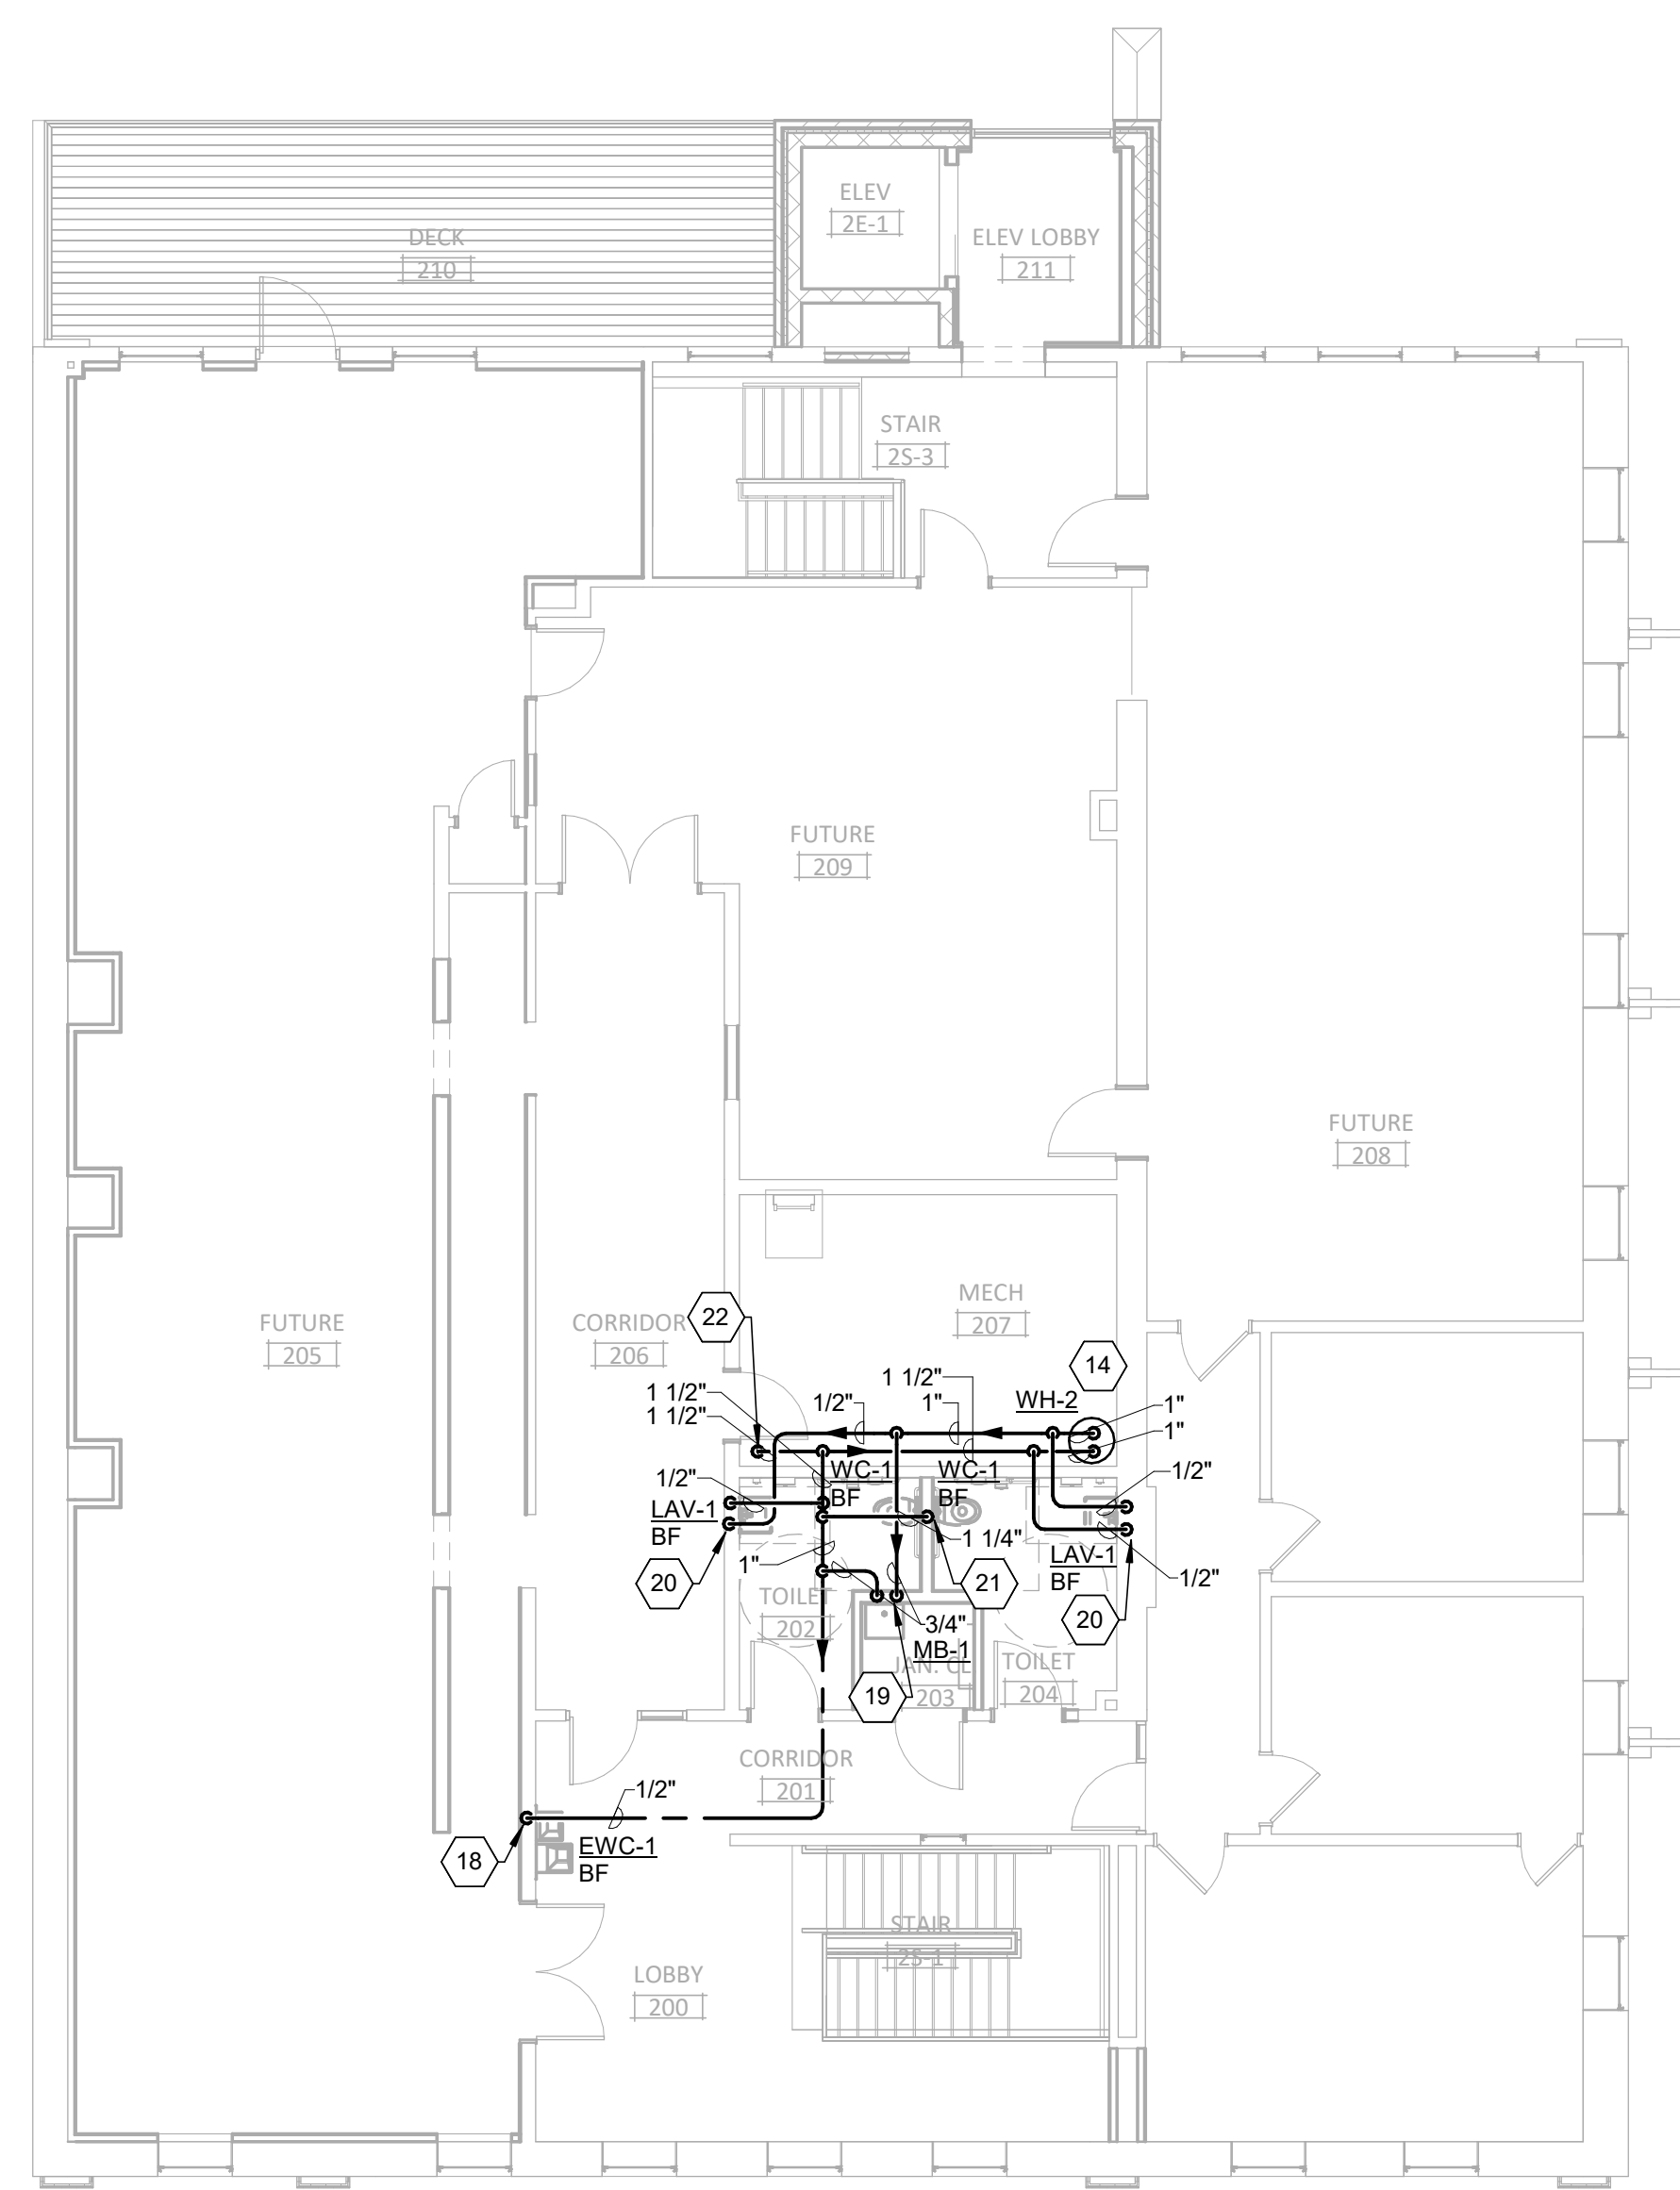 ELEV
2E-1
DECK
210
ELEV LOBBY
211
STAIR
2S-3
FUTURE
209
FUTURE
208
MECH
207
FUTURE
205
CORRIDOR
206
22
14
1 1/2"
1 1/2"
1/2"
1 1/2"
1"
WH-2
1"
1"
WC-1
BF
WC-1
BF
1/2"
1/2"
LAV-1
BF
1 1/4"
LAV-1
BF
1"
20
21
1/2"
TOILET
202
20
3/4"
MB-1
JAN. CL
203
TOILET
204
19
CORRIDOR
201
1/2"
EWC-1
BF
18
STAIR
2S-1
LOBBY
200